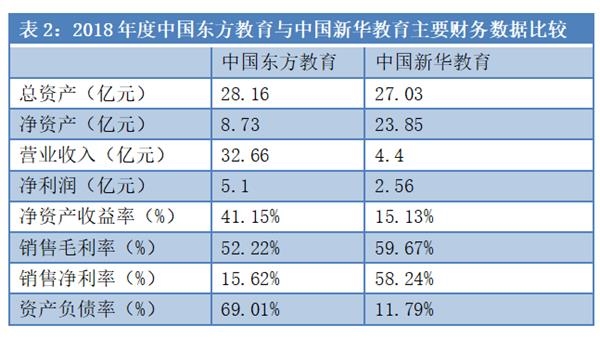 表 2：2018 年度中国东方教育与中国新华教育主要财务数据比较
中国东方教育 中国新华教育
总资产（亿元） 28.16 27.03
净资产（亿元） 8.73 23.85
营业收入（亿元） 32.66 4.4
净利润（亿元） 5.1 2.56
净资产收益率（%） 41.15% 15.13%
销售毛利率（%） 52.22% 59.67%
销售净利率（%） 15.62% 58.24%
资产负债率（%） 69.01% 11.79%